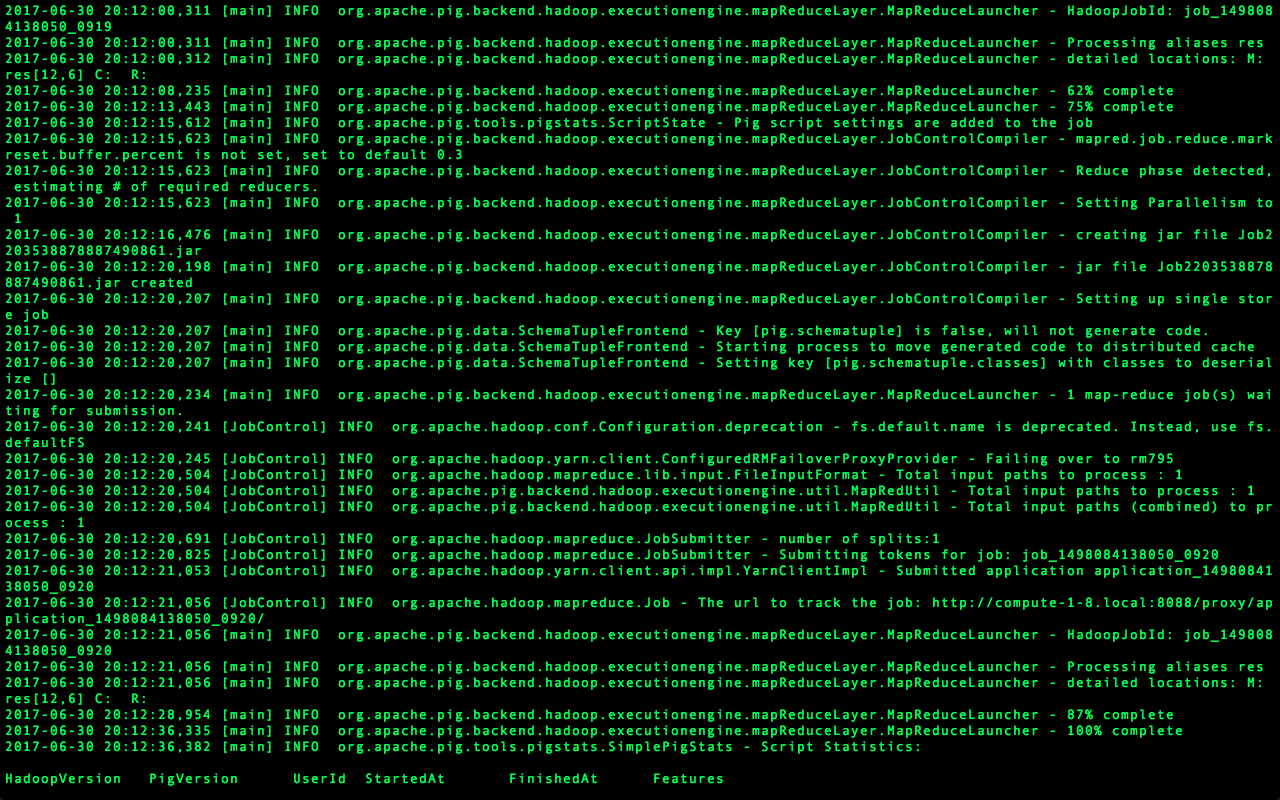 2017-06-30 20:12:00,311 [main] INFO  org.apache.pig.backend.hadoop.executionengine.mapReduceLayer.MapReduceLauncher - HadoopJobId: job_149808
4138050_0919
2017-06-30 20:12:00,311 [main] INFO  org.apache.pig.backend.hadoop.executionengine.mapReduceLayer.MapReduceLauncher - Processing aliases res
2017-06-30 20:12:00,312 [main] INFO  org.apache.pig.backend.hadoop.executionengine.mapReduceLayer.MapReduceLauncher - detailed locations: M:
res[12,6] C:  R:
2017-06-30 20:12:08,235 [main] INFO  org.apache.pig.backend.hadoop.executionengine.mapReduceLayer.MapReduceLauncher - 62% complete
2017-06-30 20:12:13,443 [main] INFO  org.apache.pig.backend.hadoop.executionengine.mapReduceLayer.MapReduceLauncher - 75% complete
2017-06-30 20:12:15,612 [main] INFO  org.apache.pig.tools.pigstats.ScriptState - Pig script settings are added to the job
2017-06-30 20:12:15,623 [main] INFO  org.apache.pig.backend.hadoop.executionengine.mapReduceLayer.JobControlCompiler - mapred.job.reduce.mark
reset.buffer.percent is not set, set to default 0.3
2017-06-30 20:12:15,623 [main] INFO  org.apache.pig.backend.hadoop.executionengine.mapReduceLayer.JobControlCompiler - Reduce phase detected,
 estimating # of required reducers.
2017-06-30 20:12:15,623 [main] INFO  org.apache.pig.backend.hadoop.executionengine.mapReduceLayer.JobControlCompiler - Setting Parallelism to
 1
2017-06-30 20:12:16,476 [main] INFO  org.apache.pig.backend.hadoop.executionengine.mapReduceLayer.JobControlCompiler - creating jar file Job2
203538878887490861.jar
2017-06-30 20:12:20,198 [main] INFO  org.apache.pig.backend.hadoop.executionengine.mapReduceLayer.JobControlCompiler - jar file Job2203538878
887490861.jar created
2017-06-30 20:12:20,207 [main] INFO  org.apache.pig.backend.hadoop.executionengine.mapReduceLayer.JobControlCompiler - Setting up single stor
e job
2017-06-30 20:12:20,207 [main] INFO  org.apache.pig.data.SchemaTupleFrontend - Key [pig.schematuple] is false, will not generate code.
2017-06-30 20:12:20,207 [main] INFO  org.apache.pig.data.SchemaTupleFrontend - Starting process to move generated code to distributed cache
2017-06-30 20:12:20,207 [main] INFO  org.apache.pig.data.SchemaTupleFrontend - Setting key [pig.schematuple.classes] with classes to deserial
ize []
2017-06-30 20:12:20,234 [main] INFO  org.apache.pig.backend.hadoop.executionengine.mapReduceLayer.MapReduceLauncher - 1 map-reduce job(s) wai
ting for submission.
2017-06-30 20:12:20,241 [JobControl] INFO  org.apache.hadoop.conf.Configuration.deprecation - fs.default.name is deprecated. Instead, use fs.
defaultFS
2017-06-30 20:12:20,245 [JobControl] INFO  org.apache.hadoop.yarn.client.ConfiguredRMFailoverProxyProvider - Failing over to rm795
2017-06-30 20:12:20,504 [JobControl] INFO  org.apache.hadoop.mapreduce.lib.input.FileInputFormat - Total input paths to process : 1
2017-06-30 20:12:20,504 [JobControl] INFO  org.apache.pig.backend.hadoop.executionengine.util.MapRedUtil - Total input paths to process : 1
2017-06-30 20:12:20,504 [JobControl] INFO  org.apache.pig.backend.hadoop.executionengine.util.MapRedUtil - Total input paths (combined) to pr
ocess : 1
2017-06-30 20:12:20,691 [JobControl] INFO  org.apache.hadoop.mapreduce.JobSubmitter - number of splits:1
2017-06-30 20:12:20,825 [JobControl] INFO  org.apache.hadoop.mapreduce.JobSubmitter - Submitting tokens for job: job_1498084138050_0920
2017-06-30 20:12:21,053 [JobControl] INFO  org.apache.hadoop.yarn.client.api.impl.YarnClientImpl - Submitted application application_14980841
38050_0920
2017-06-30 20:12:21,056 [JobControl] INFO  org.apache.hadoop.mapreduce.Job - The url to track the job: http://compute-1-8.local:8088/proxy/ap
plication_1498084138050_0920/
2017-06-30 20:12:21,056 [main] INFO  org.apache.pig.backend.hadoop.executionengine.mapReduceLayer.MapReduceLauncher - HadoopJobId: job_149808
4138050_0920
2017-06-30 20:12:21,056 [main] INFO  org.apache.pig.backend.hadoop.executionengine.mapReduceLayer.MapReduceLauncher - Processing aliases res
2017-06-30 20:12:21,056 [main] INFO  org.apache.pig.backend.hadoop.executionengine.mapReduceLayer.MapReduceLauncher - detailed locations: M:
res[12,6] C:  R:
2017-06-30 20:12:28,954 [main] INFO  org.apache.pig.backend.hadoop.executionengine.mapReduceLayer.MapReduceLauncher - 87% complete
2017-06-30 20:12:36,335 [main] INFO  org.apache.pig.backend.hadoop.executionengine.mapReduceLayer.MapReduceLauncher - 100% complete
2017-06-30 20:12:36,382 [main] INFO  org.apache.pig.tools.pigstats.SimplePigStats - Script Statistics:
HadoopVersion   PigVersion      UserId  StartedAt       FinishedAt      Features